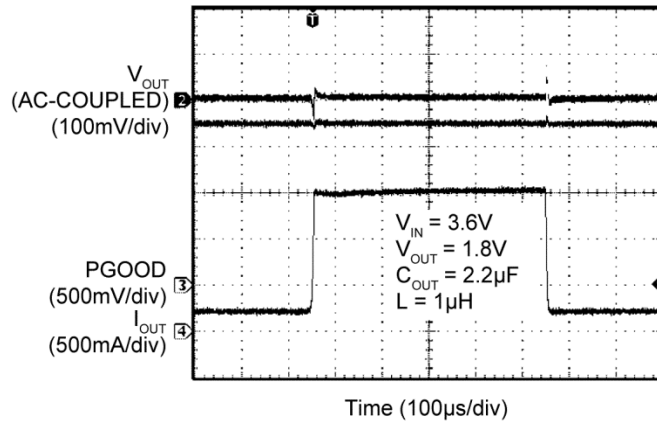 T
V_OUT
(AC-COUPLED) 2
(100mV/div)
V_IN = 3.6V
V_OUT = 1.8V
C_OUT = 2.2µF
L = 1µH
PGOOD
(500mV/div) 3
I_OUT 4
(500mA/div)
Time (100µs/div)